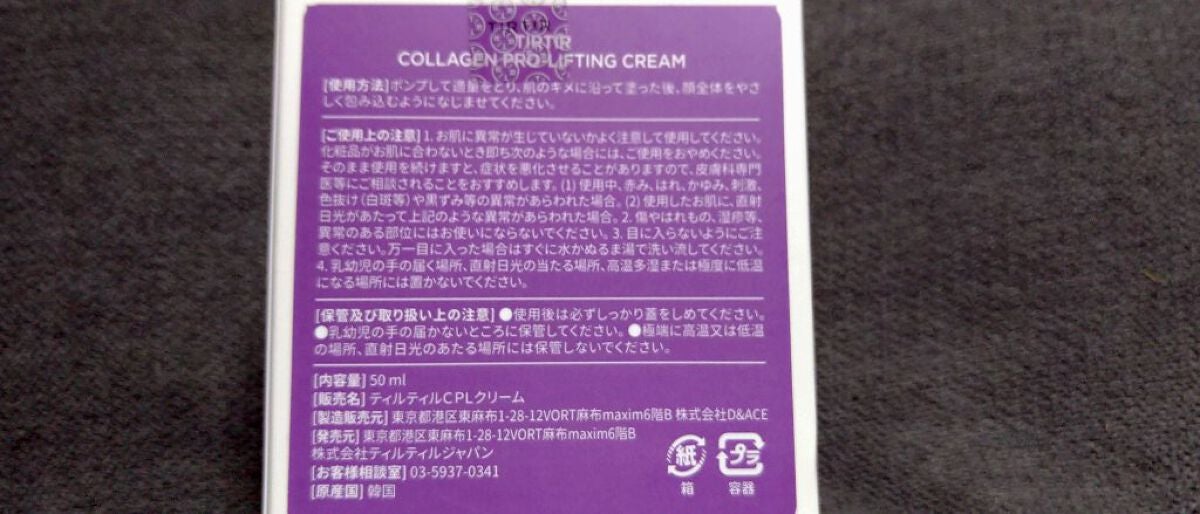 TIRTIR
TIRTIR
COLLAGEN PRO-LIFTING CREAM
[使用方法]ポンプして適量をとり、肌のキメに沿って塗った後、顔全体をやさ
しく包み込むようになじませてください。
[ご使用上の注意] 1. お肌に異常が生じていないかよく注意して使用してください。
化粧品がお肌に合わないとき即ち次のような場合には、ご使用をおやめください。
そのまま使用を続けますと、症状を悪化させることがありますので、皮膚科専門
医等にご相談されることをおすすめします。(1) 使用中、赤み、はれ、かゆみ、刺激、
色抜け(白斑等)や黒ずみ等の異常があらわれた場合。(2) 使用したお肌に、直射
日光があたって上記のような異常があらわれた場合。2. 傷やはれもの、湿疹等、
異常のある部位にはお使いにならないでください。3. 目に入らないようにご注
意ください。万一目に入った場合はすぐに水かぬるま湯で洗い流してください。
4. 乳幼児の手の届く場所、直射日光の当たる場所、高温多湿または極度に低温
になる場所には置かないでください。
[保管及び取り扱い上の注意] ●使用後は必ずしっかり蓋をしめてください。
●乳幼児の手の届かないところに保管してください。●極端に高温又は低温
の場所、直射日光のあたる場所には保管しないでください。
[内容量] 50 ml
[販売名] ティルティルCPLクリーム
[製造販売元] 東京都港区東麻布1-28-12VORT麻布maxim6階B 株式会社D&ACE
[発売元] 東京都港区東麻布1-28-12VORT麻布maxim6階B
株式会社ティルティルジャパン
[お客様相談室] 03-5937-0341
[原産国] 韓国
紙 プラ
箱 容器